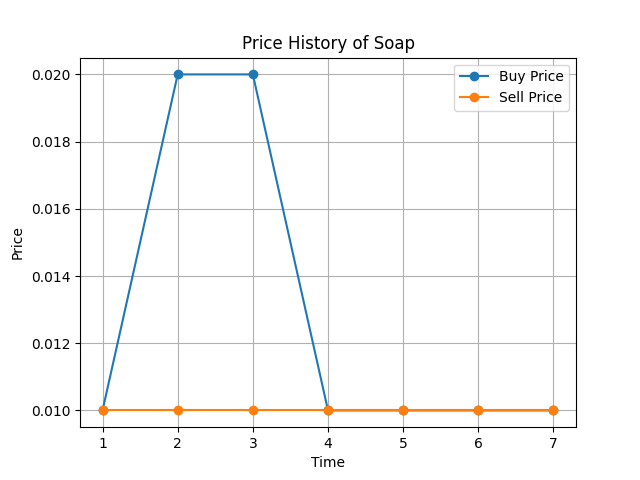 Price History of Soap
Buy Price
Sell Price
0.020
0.018
0.016
0.014
0.012
0.010
Price
1 2 3 4 5 6 7
Time